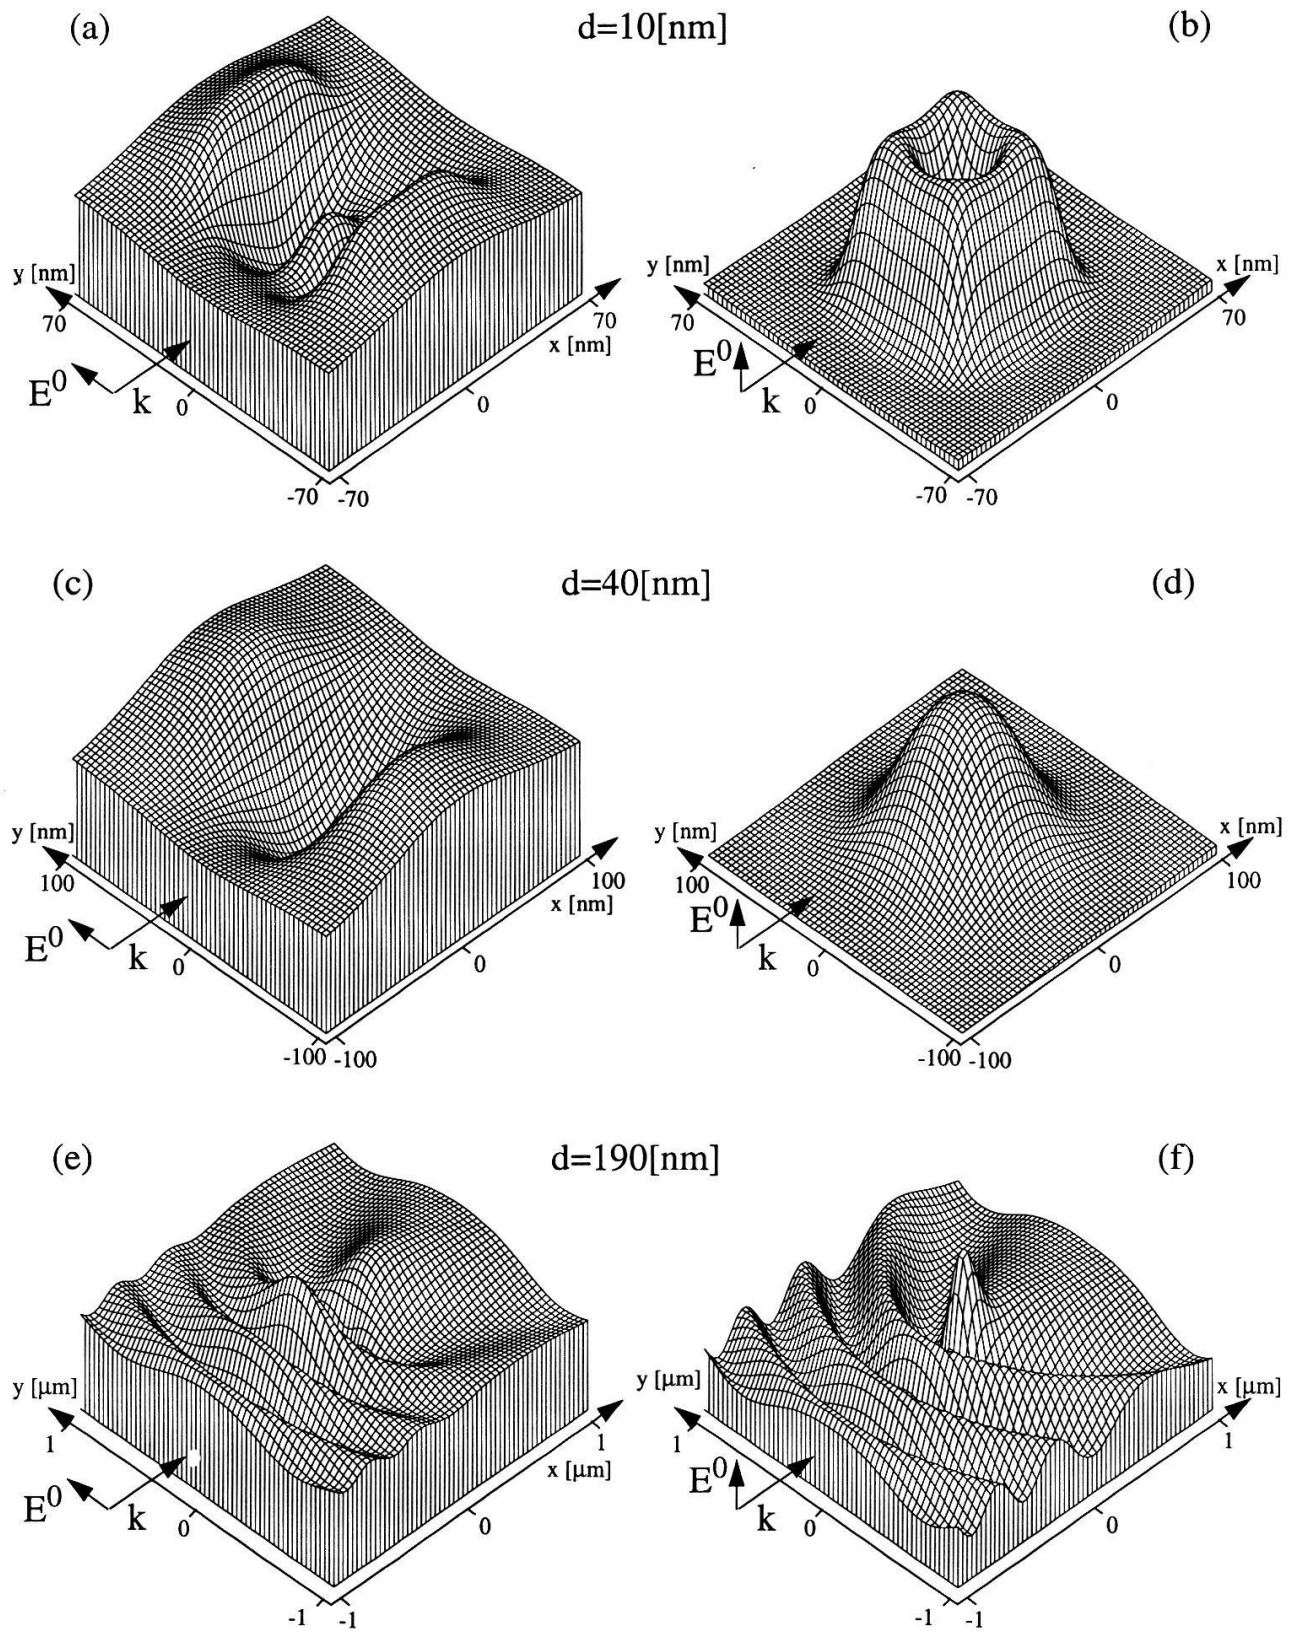 (a) d=10[nm] (b)
y [nm] 70 E⁰ k 0 -70 -70 0 x [nm] 70
y [nm] 70 E⁰ k 0 -70 -70 0 x [nm] 70
(c) d=40[nm] (d)
y [nm] 100 E⁰ k 0 -100 -100 0 x [nm] 100
y [nm] 100 E⁰ k 0 -100 -100 0 x [nm] 100
(e) d=190[nm] (f)
y [μm] 1 E⁰ k 0 -1 -1 0 x [μm] 1
y [μm] 1 E⁰ k 0 -1 -1 0 x [μm] 1